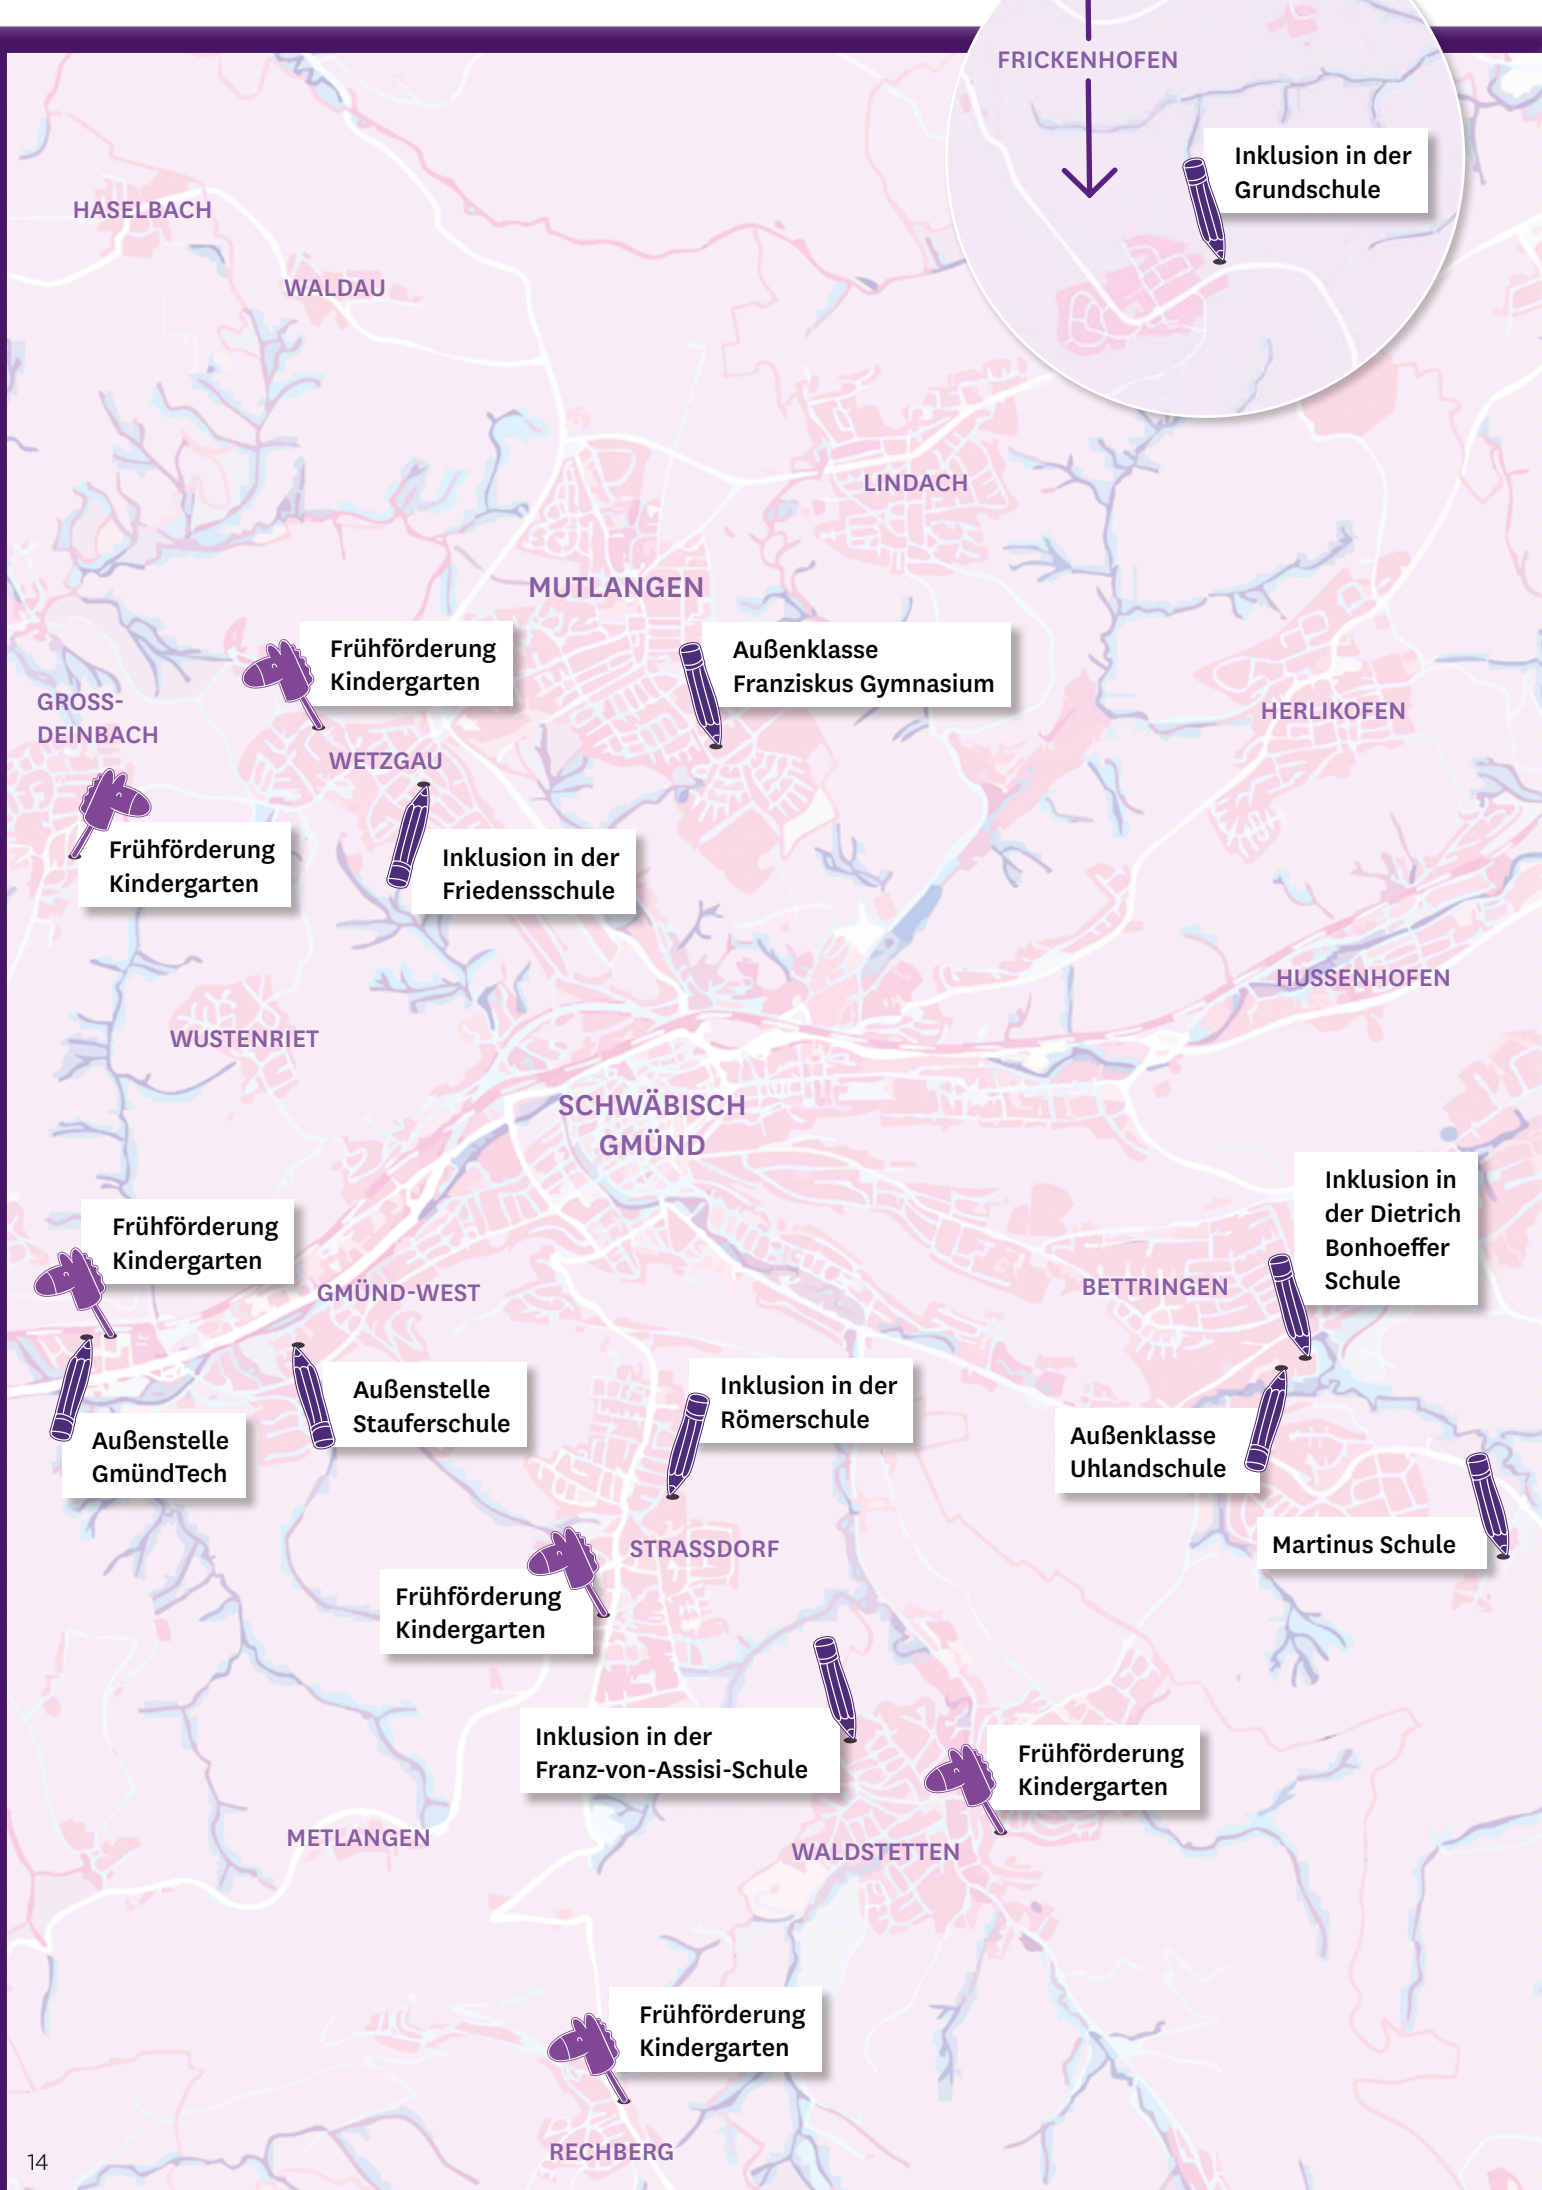 FRICKENHOFEN
Inklusion in der
Grundschule
HASELBACH
WALDAU
LINDACH
MUTLANGEN
Frühförderung
Kindergarten
Außenklasse
Franziskus Gymnasium
GROSS-
DEINBACH
HERLIKOFEN
WETZGAU
Frühförderung
Kindergarten
Inklusion in der
Friedensschule
HUSSENHOFEN
WUSTENRIET
SCHWÄBISCH
GMÜND
Inklusion in
der Dietrich
Bonhoeffer
Schule
Frühförderung
Kindergarten
GMÜND-WEST
BETTRINGEN
Außenstelle
Stauferschule
Inklusion in der
Römerschule
Außenstelle
GmündTech
Außenklasse
Uhlandschule
Martinus Schule
STRASSDORF
Frühförderung
Kindergarten
Inklusion in der
Franz-von-Assisi-Schule
Frühförderung
Kindergarten
METLANGEN
WALDSTETTEN
Frühförderung
Kindergarten
RECHBERG
14